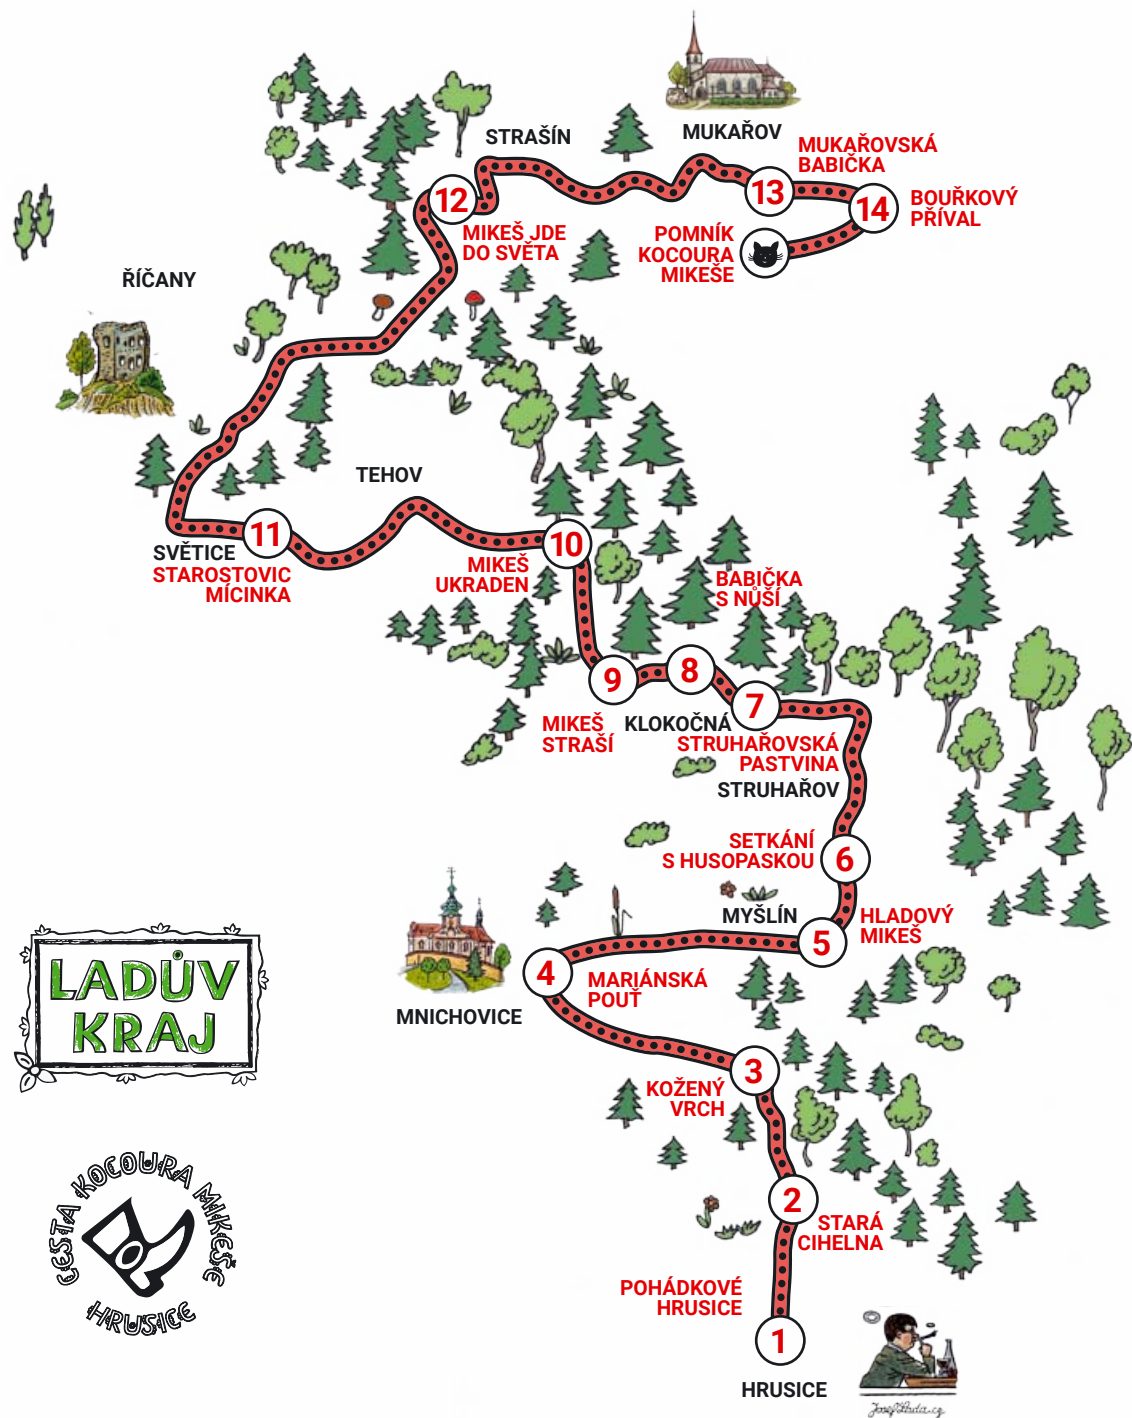 MUKAŘOV
STRAŠÍN
MUKAŘOVSKÁ
BABIČKA
12
13
14
BOUŘKOVÝ
PŘÍVAL
MIKEŠ JDE
DO SVĚTA
POMNÍK
KOCOURA
MIKEŠE
ŘÍČANY
TEHOV
11
10
SVĚTICE
STAROSTOVIC
MÍCINKA
MIKEŠ
UKRADEN
BABIČKA
S NŮŠÍ
9
8
7
MIKEŠ
STRAŠÍ
KLOKOČNÁ
STRUHAŘOVSKÁ
PASTVINA
STRUHAŘOV
SETKÁNÍ
S HUSOPASKOU
6
MYŠLÍN
HLADOVÝ
MIKEŠ
5
4
MARIÁNSKÁ
POUŤ
MNICHOVICE
LADŮV
KRAJ
3
KOŽENÝ
VRCH
CESTA KOCOURA MIKEŠE
HRUSICE
2
STARÁ
CIHELNA
POHÁDKOVÉ
HRUSICE
1
HRUSICE
Josef Lada.cz